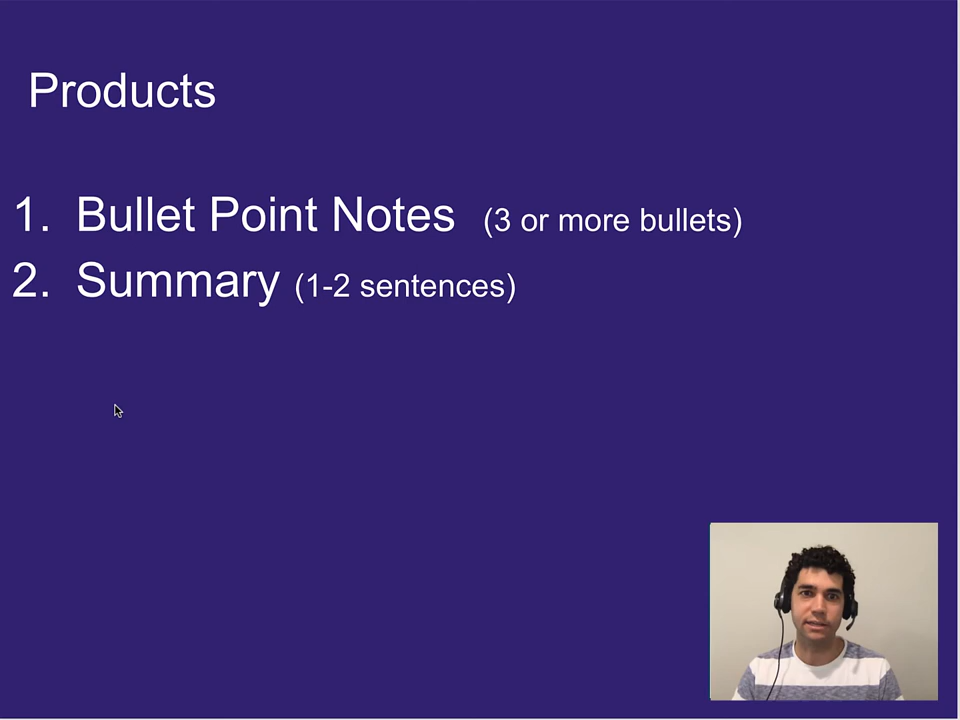 Products
1. Bullet Point Notes (3 or more bullets)
2. Summary (1-2 sentences)